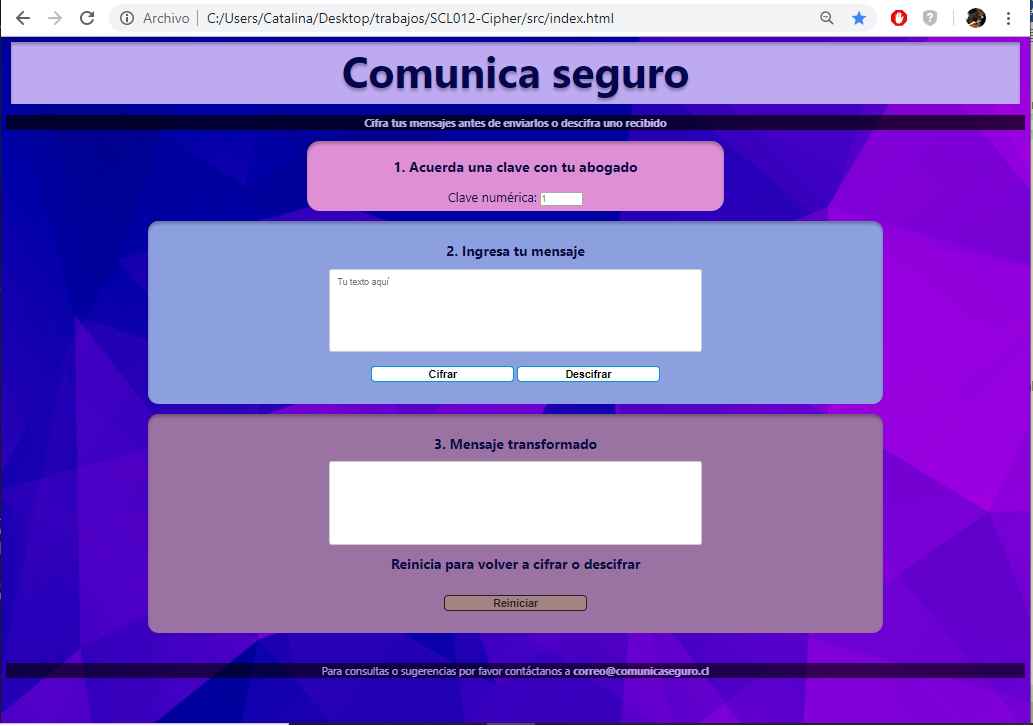 Archivo
C:/Users/Catalina/Desktop/trabajos/SCL012-Cipher/src/index.html
Comunica seguro
Cifra tus mensajes antes de enviarlos o descifra uno recibido
1. Acuerda una clave con tu abogado
Clave numérica: 1
2. Ingresa tu mensaje
Tu texto aquí
Cifrar Descifrar
3. Mensaje transformado
Reinicia para volver a cifrar o descifrar
Reiniciar
Para consultas o sugerencias por favor contáctanos a correo@comunicaseguro.cl